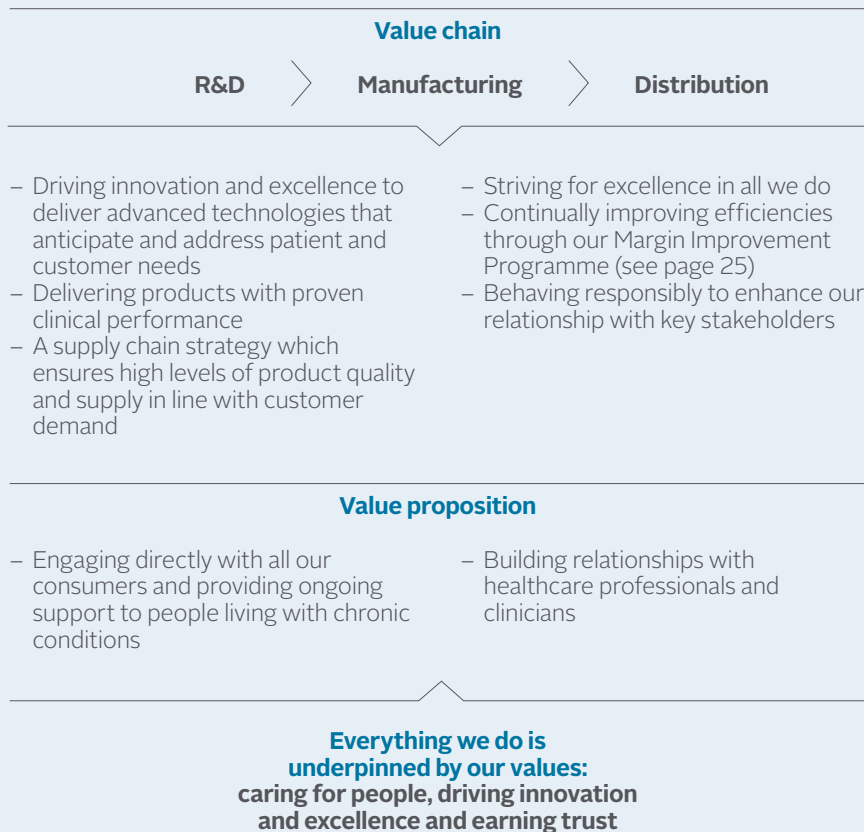 Value chain
R&D
Manufacturing
Distribution
– Driving innovation and excellence to
deliver advanced technologies that
anticipate and address patient and
customer needs
– Delivering products with proven
clinical performance
– A supply chain strategy which
ensures high levels of product quality
and supply in line with customer
demand
– Striving for excellence in all we do
– Continually improving efficiencies
through our Margin Improvement
Programme (see page 25)
– Behaving responsibly to enhance our
relationship with key stakeholders
Value proposition
– Engaging directly with all our
consumers and providing ongoing
support to people living with chronic
conditions
– Building relationships with
healthcare professionals and
clinicians
Everything we do is
underpinned by our values:
caring for people, driving innovation
and excellence and earning trust